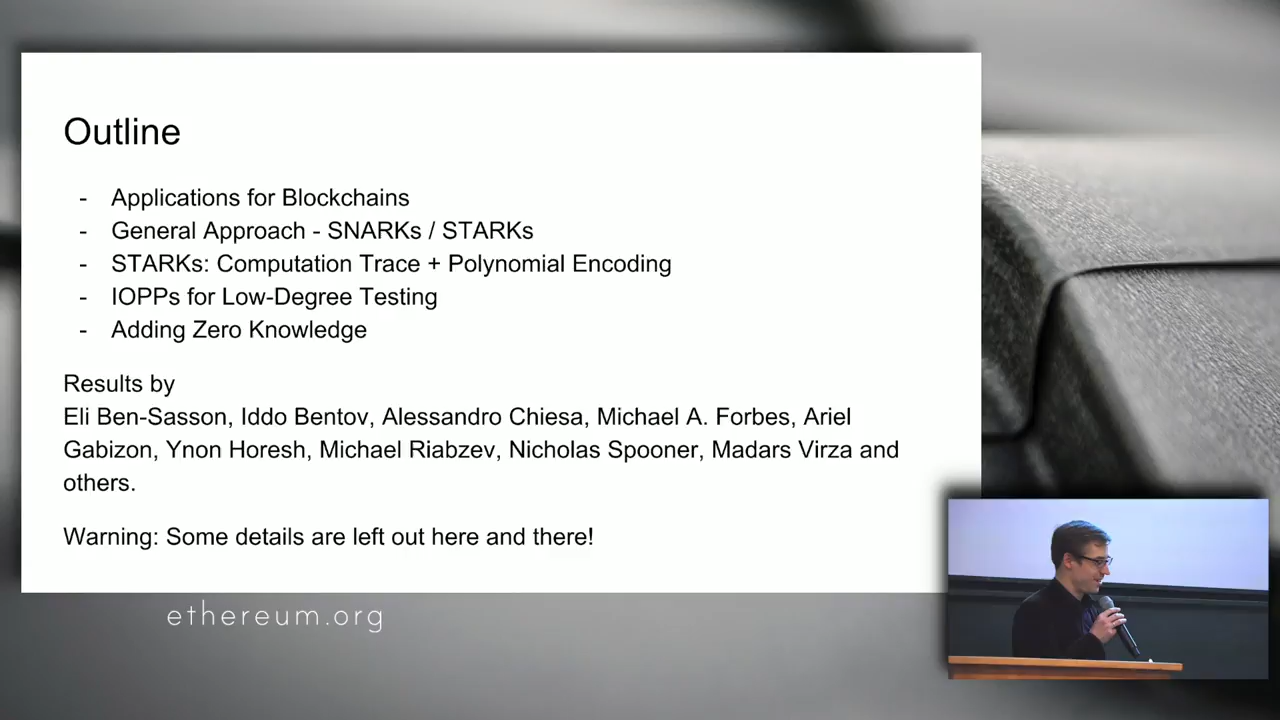 Outline
- Applications for Blockchains
- General Approach - SNARKs / STARKs
- STARKs: Computation Trace + Polynomial Encoding
- IOPPs for Low-Degree Testing
- Adding Zero Knowledge
Results by
Eli Ben-Sasson, Iddo Bentov, Alessandro Chiesa, Michael A. Forbes, Ariel
Gabizon, Ynon Horesh, Michael Riabzev, Nicholas Spooner, Madars Virza and
others.
Warning: Some details are left out here and there!
ethereum.org